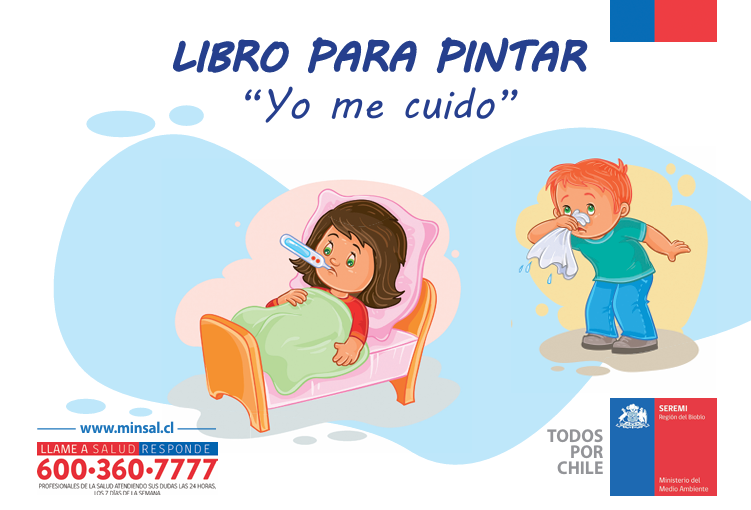 LIBRO PARA PINTAR
“Yo me cuido”
www.minsal.cl
LLAME A SALUD RESPONDE
600•360•7777
PROFESIONALES DE LA SALUD ATENDIENDO SUS DUDAS LAS 24 HORAS,
LOS 7 DÍAS DE LA SEMANA
TODOS
POR
CHILE
SEREMI
Región del Biobío
Ministerio del
Medio Ambiente